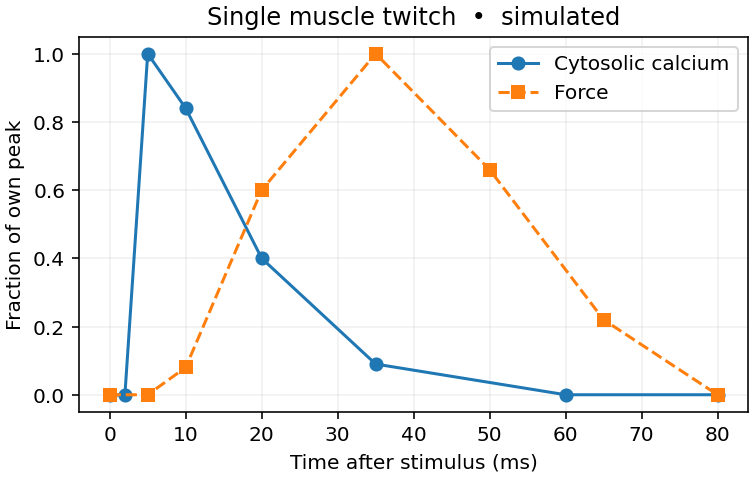 Single muscle twitch • simulated
Cytosolic calcium
Force
Fraction of own peak
1.0
0.8
0.6
0.4
0.2
0.0
0 10 20 30 40 50 60 70 80
Time after stimulus (ms)